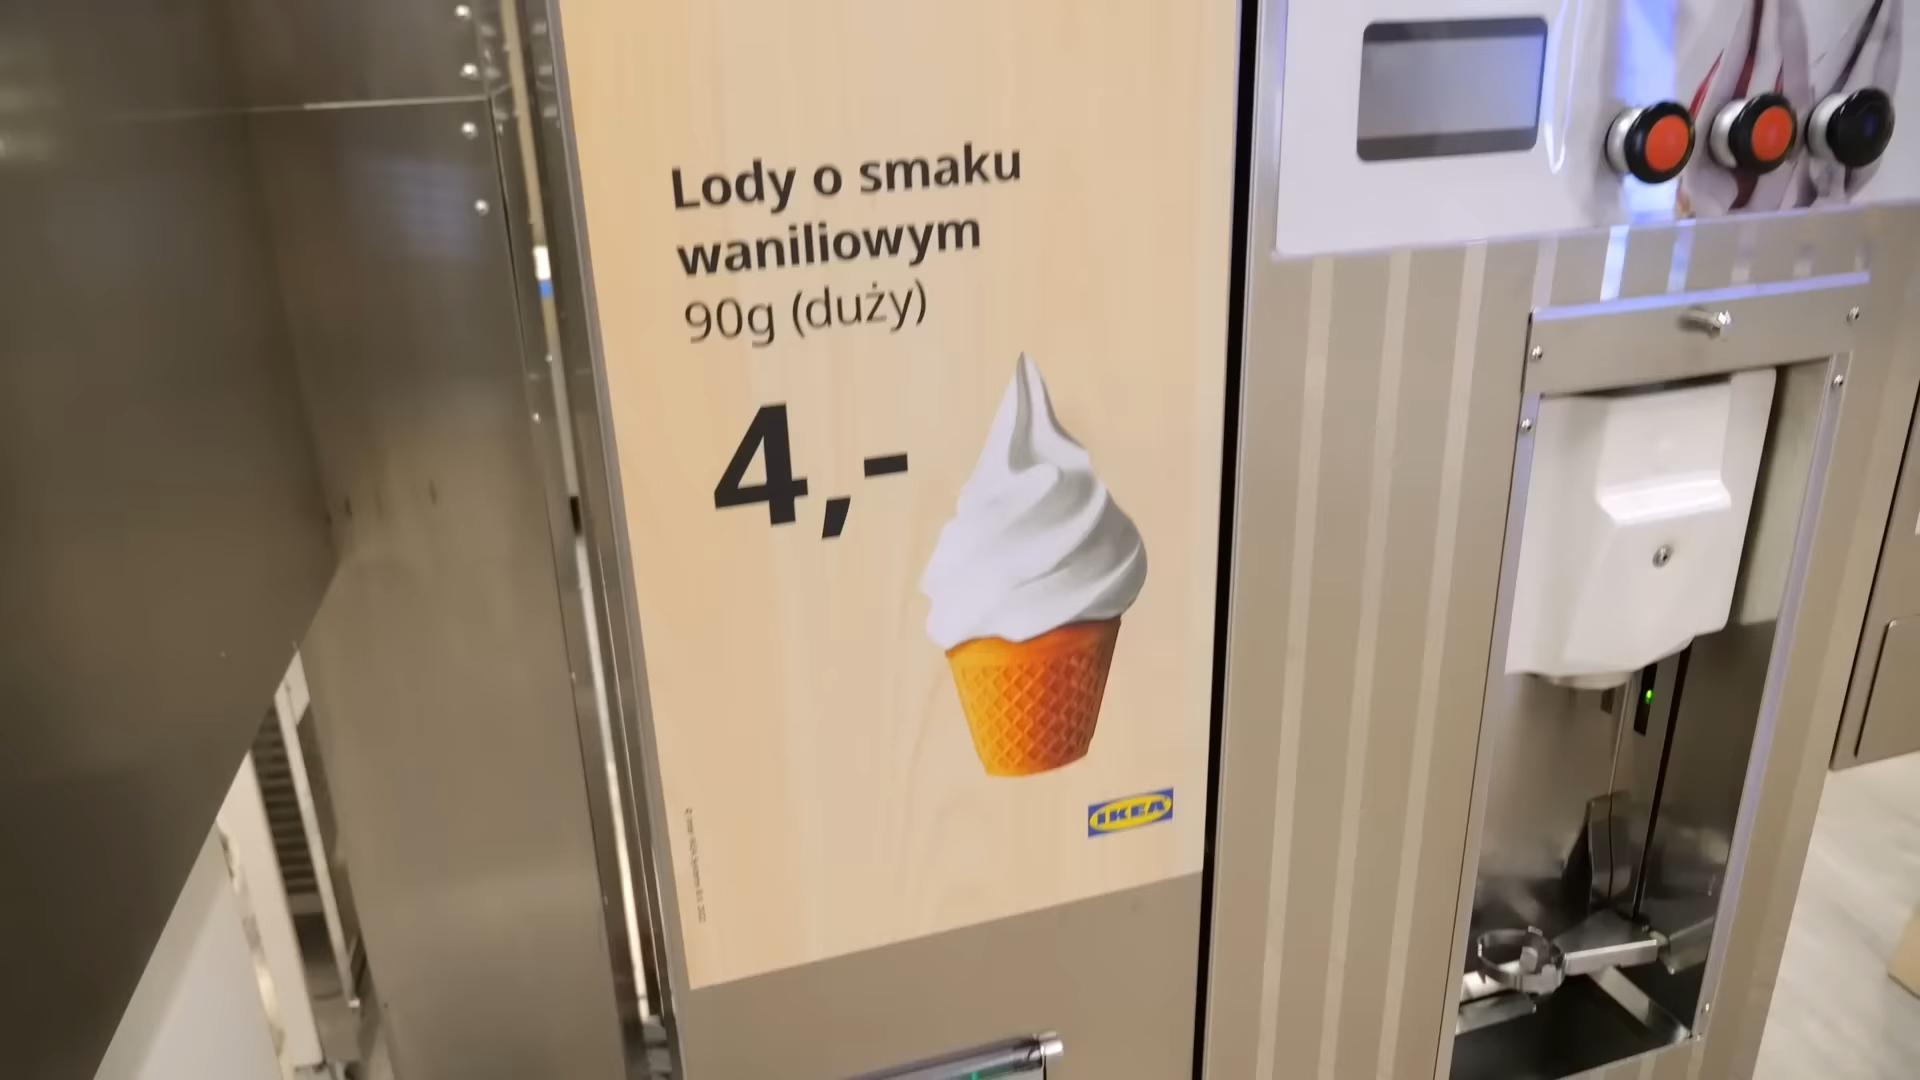 Lody o smaku
waniliowym
90g (duży)
4,-
IKEA